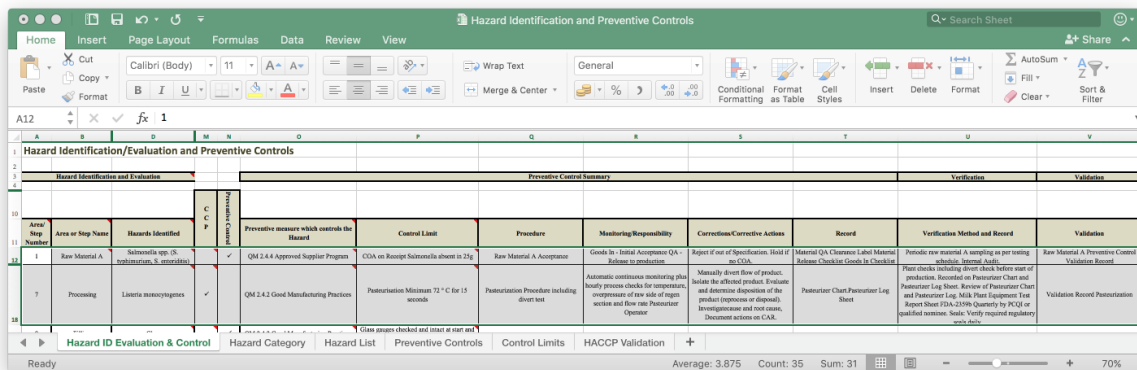 Hazard Identification and Preventive Controls
Search Sheet
Home Insert Page Layout Formulas Data Review View
Share
Paste
Cut
Copy
Format
Calibri (Body) 11 A A
B I U A
Wrap Text
Merge & Center
General
% )
Conditional Formatting
Format as Table
Cell Styles
Insert Delete Format
AutoSum
Fill
Clear
Sort & Filter
A12 fx 1
A B D M N O P Q R S T U V
1 Hazard Identification/Evaluation and Preventive Controls
2
3 Hazard Identification and Evaluation Preventive Control Summary Verification Validation
4
10
11
Area/ Step Number
Area or Step Name
Hazards Identified
CCP
Preventive Control
Preventive measure which controls the Hazard
Control Limit
Procedure
Monitoring/Responsibility
Corrections/Corrective Actions
Record
Verification Method and Record
Validation
12
1
Raw Material A
Salmonella spp. (S. typhimurium, S. enteriditis)
✓
QM 2.4.4 Approved Supplier Program
COA on Receipt Salmonella absent in 25g
Raw Material A Acceptance
Goods In - Initial Acceptance QA - Release to production
Reject if out of Specification. Hold if no COA.
Material QA Clearance Label Material Release Checklist Goods In Checklist
Periodic raw material A sampling as per testing schedule. Internal Audit.
Raw Material A Preventive Control Validation Record
18
7
Processing
Listeria monocytogenes
✓
QM 2.4.2 Good Manufacturing Practices
Pasteurisation Minimum 72 ° C for 15 seconds
Pasteurization Procedure including divert test
Automatic continuous monitoring plus hourly process checks for temperature, overpressure of raw side of regen section and flow rate Pasteurizer Operator
Manually divert flow of product. Isolate the affected product. Evaluate and determine disposition of the product (reprocess or disposal). Investigatecause and root cause, Document actions on CAR.
Pasteurizer Chart.Pasteurizer Log Sheet
Plant checks including divert check before start of production. Recorded on Pasteurizer Chart and Pasteurizer Log Sheet. Review of Pasteurizer Chart and Pasteurizer Log. Milk Plant Equipment Test Report Sheet FDA-2359b Quarterly by PCQI or qualified nominee. Seals: Verify required regulatory seals daily
Validation Record Pasteurization
Glass gauges checked and intact at start and
Hazard ID Evaluation & Control Hazard Category Hazard List Preventive Controls Control Limits HACCP Validation +
Ready Average: 3.875 Count: 35 Sum: 31 - + 70%